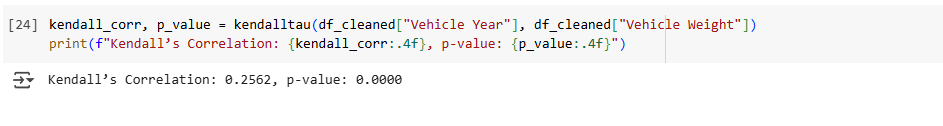 [24] kendall_corr, p_value = kendalltau(df_cleaned["Vehicle Year"], df_cleaned["Vehicle Weight"])
print(f"Kendall’s Correlation: {kendall_corr:.4f}, p-value: {p_value:.4f}")
Kendall’s Correlation: 0.2562, p-value: 0.0000